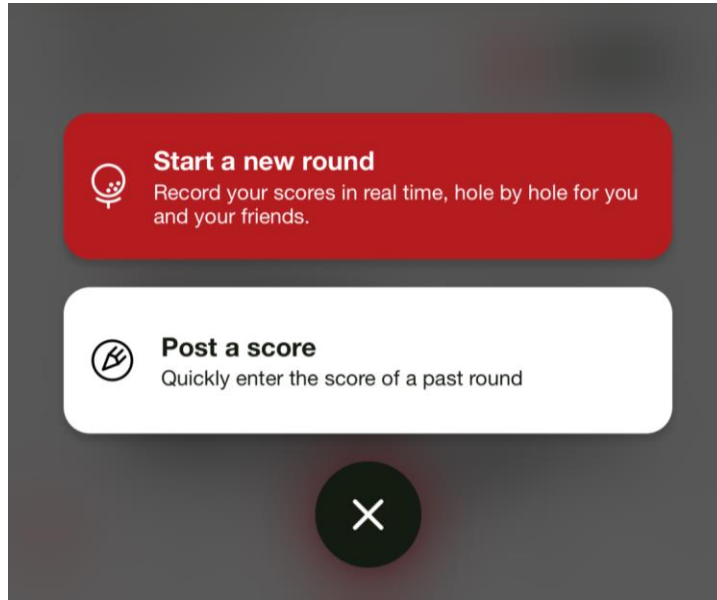 Start a new round
Record your scores in real time, hole by hole for you
and your friends.
Post a score
Quickly enter the score of a past round